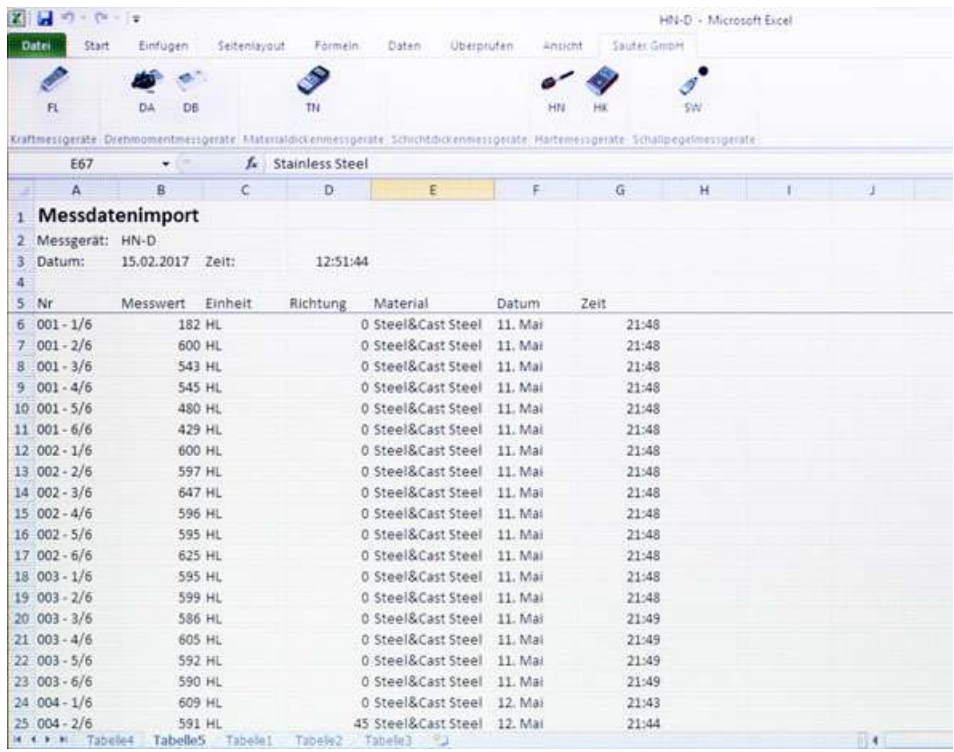 HN-D - Microsoft Excel
Datei Start Einfügen Seitenlayout Formeln Daten Überprüfen Ansicht Sauter GmbH
FL DA DB TN HN HK SW
Kraftmessgeräte Drehmomentmessgeräte Materialdickenmessgeräte Schichtdickenmessgeräte Härtemessgeräte Schallpegelmessgeräte
E67 fx Stainless Steel
A B C D E F G H I J
1 Messdatenimport
2 Messgerät: HN-D
3 Datum: 15.02.2017 Zeit: 12:51:44
4
5 Nr Messwert Einheit Richtung Material Datum Zeit
6 001 - 1/6 182 HL 0 Steel&Cast Steel 11. Mai 21:48
7 001 - 2/6 600 HL 0 Steel&Cast Steel 11. Mai 21:48
8 001 - 3/6 543 HL 0 Steel&Cast Steel 11. Mai 21:48
9 001 - 4/6 545 HL 0 Steel&Cast Steel 11. Mai 21:48
10 001 - 5/6 480 HL 0 Steel&Cast Steel 11. Mai 21:48
11 001 - 6/6 429 HL 0 Steel&Cast Steel 11. Mai 21:48
12 002 - 1/6 600 HL 0 Steel&Cast Steel 11. Mai 21:48
13 002 - 2/6 597 HL 0 Steel&Cast Steel 11. Mai 21:48
14 002 - 3/6 647 HL 0 Steel&Cast Steel 11. Mai 21:48
15 002 - 4/6 596 HL 0 Steel&Cast Steel 11. Mai 21:48
16 002 - 5/6 595 HL 0 Steel&Cast Steel 11. Mai 21:48
17 002 - 6/6 625 HL 0 Steel&Cast Steel 11. Mai 21:48
18 003 - 1/6 595 HL 0 Steel&Cast Steel 11. Mai 21:48
19 003 - 2/6 599 HL 0 Steel&Cast Steel 11. Mai 21:48
20 003 - 3/6 586 HL 0 Steel&Cast Steel 11. Mai 21:49
21 003 - 4/6 605 HL 0 Steel&Cast Steel 11. Mai 21:49
22 003 - 5/6 592 HL 0 Steel&Cast Steel 11. Mai 21:49
23 003 - 6/6 590 HL 0 Steel&Cast Steel 11. Mai 21:49
24 004 - 1/6 609 HL 0 Steel&Cast Steel 12. Mai 21:43
25 004 - 2/6 591 HL 45 Steel&Cast Steel 12. Mai 21:44
Tabelle4 Tabelle5 Tabelle1 Tabelle2 Tabelle3